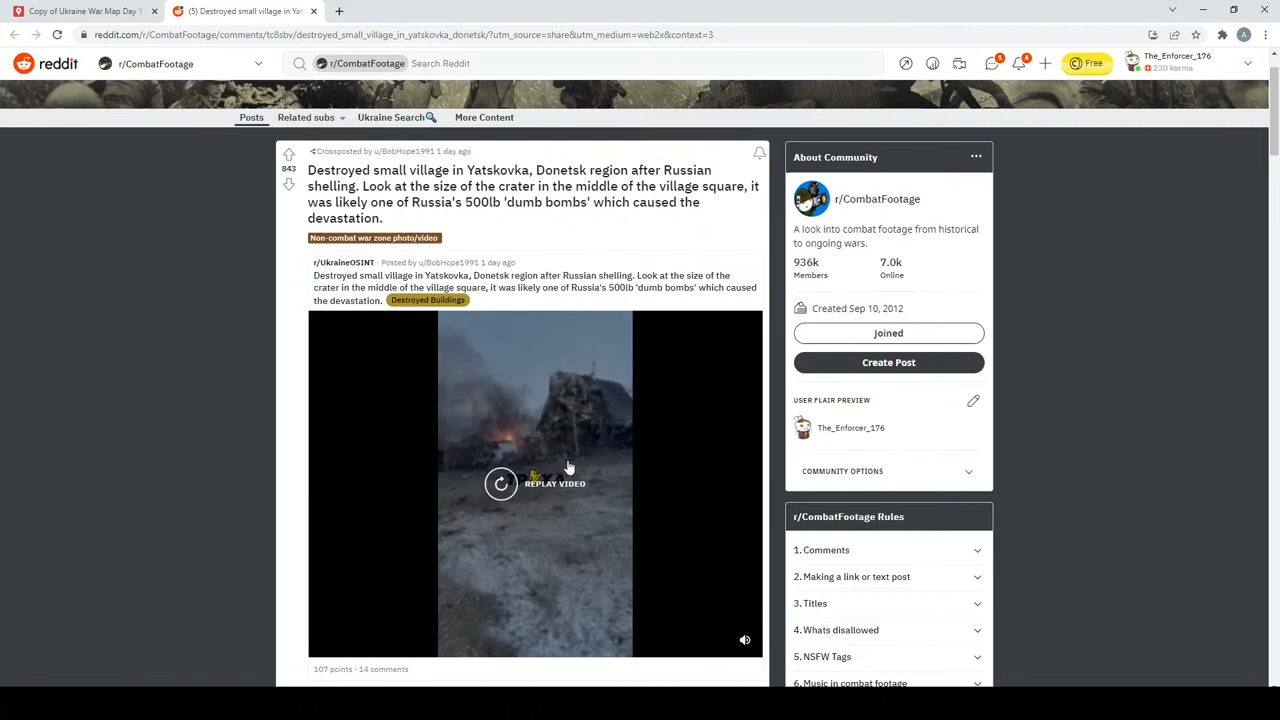 Copy of Ukraine War Map Day 1
(5) Destroyed small village in Yat
reddit.com/r/CombatFootage/comments/tc8sbv/destroyed_small_village_in_yatskovka_donetsk/?utm_source=share&utm_medium=web2x&context=3
A
reddit
r/CombatFootage
r/CombatFootage
Search Reddit
1
4
Free
The_Enforcer_176
230 karma
Posts
Related subs
Ukraine Search
More Content
Crossposted by u/BobHope1991 1 day ago
843
Destroyed small village in Yatskovka, Donetsk region after Russian
shelling. Look at the size of the crater in the middle of the village square, it
was likely one of Russia's 500lb 'dumb bombs' which caused the
devastation.
Non-combat war zone photo/video
r/UkraineOSINT · Posted by u/BobHope1991 1 day ago
Destroyed small village in Yatskovka, Donetsk region after Russian shelling. Look at the size of the
crater in the middle of the village square, it was likely one of Russia's 500lb 'dumb bombs' which caused
the devastation. Destroyed Buildings
REPLAY VIDEO
107 points · 14 comments
About Community
r/CombatFootage
A look into combat footage from historical
to ongoing wars.
936k
7.0k
Members
Online
Created Sep 10, 2012
Joined
Create Post
USER FLAIR PREVIEW
The_Enforcer_176
COMMUNITY OPTIONS
r/CombatFootage Rules
1. Comments
2. Making a link or text post
3. Titles
4. Whats disallowed
5. NSFW Tags
6. Music in combat footage